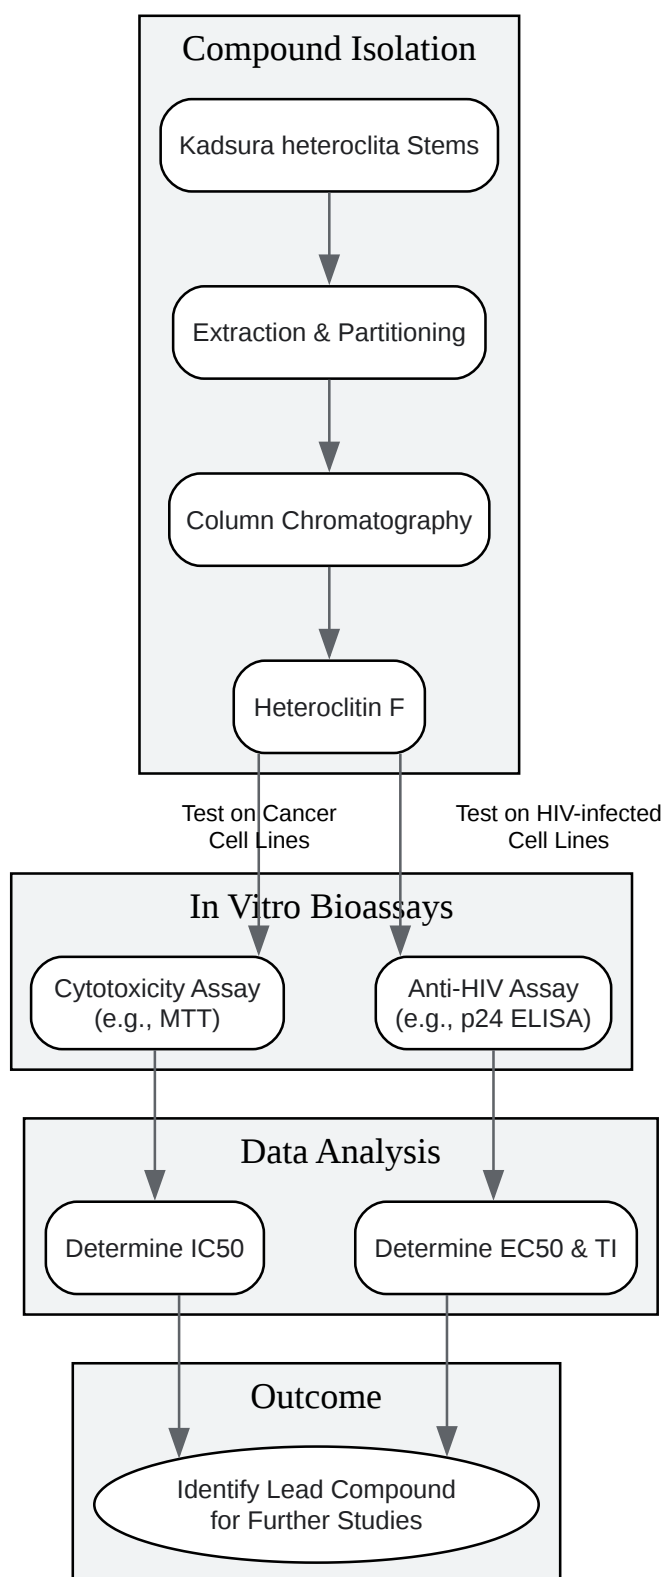 Compound Isolation
Kadsura heteroclita Stems
Extraction & Partitioning
Column Chromatography
Heteroclitin F
Test on Cancer
Cell Lines
Test on HIV-infected
Cell Lines
In Vitro Bioassays
Cytotoxicity Assay
(e.g., MTT)
Anti-HIV Assay
(e.g., p24 ELISA)
Data Analysis
Determine IC50
Determine EC50 & TI
Outcome
Identify Lead Compound
for Further Studies